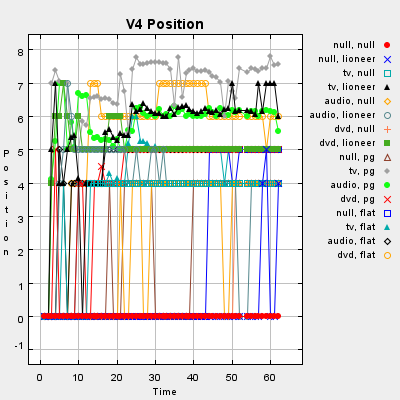 V4 Position
8
7
6
5
4
3
2
1
0
-1
Position
0
10
20
30
40
50
60
Time
null, null
null, lioneer
tv, null
tv, lioneer
audio, null
audio, lioneer
dvd, null
dvd, lioneer
null, pg
tv, pg
audio, pg
dvd, pg
null, flat
tv, flat
audio, flat
dvd, flat